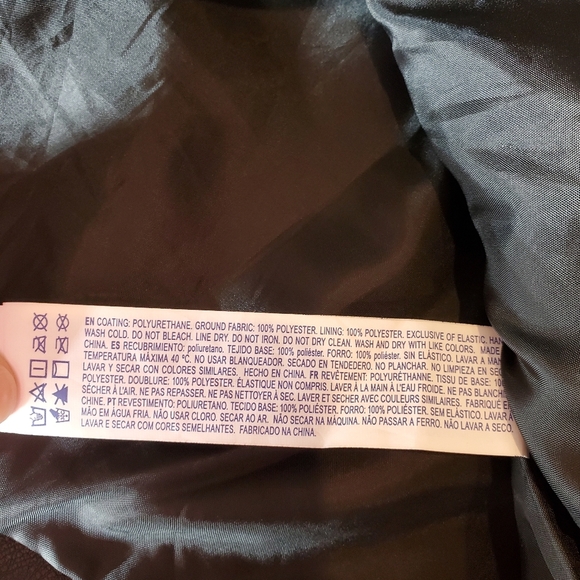 EN COATING: POLYURETHANE. GROUND FABRIC: 100% POLYESTER. LINING: 100% POLYESTER. EXCLUSIVE OF ELASTIC. HAN
WASH COLD. DO NOT BLEACH. LINE DRY. DO NOT IRON. DO NOT DRY CLEAN. WASH AND DRY WITH LIKE COLORS. MADE
CHINA. ES RECUBRIMIENTO: poliuretano. TEJIDO BASE: 100% poliéster. FORRO: 100% poliéster. SIN ELÁSTICO. LAVAR A HAN
TEMPERATURA MÁXIMA 40 ºC. NO USAR BLANQUEADOR. SECADO EN TENDEDERO. NO PLANCHAR. NO LIMPIEZA EN SE
LAVAR Y SECAR CON COLORES SIMILARES. HECHO EN CHINA. FR REVÊTEMENT: POLYURÉTHANNE. TISSU DE BASE: 100%
POLYESTER. DOUBLURE: 100% POLYESTER. ÉLASTIQUE NON COMPRIS. LAVER À LA MAIN À L'EAU FROIDE.
SÉCHER À L'AIR. NE PAS REPASSER. NE PAS NETTOYER À SEC. LAVER ET SÉCHER AVEC COULEURS SIMILAIRES. FABRIQUÉ E
CHINE. PT REVESTIMENTO: POLIURETANO. TECIDO BASE: 100% POLIÉSTER. FORRO: 100% POLIÉSTER. SEM ELÁSTICO. LAVAR
MÃO EM ÁGUA FRIA. NÃO USAR CLORO. SECAR AO AR. NÃO SECAR NA MÁQUINA. NÃO PASSAR A FERRO. NÃO LAVAR A SECO.
LAVAR E SECAR COM CORES SEMELHANTES. FABRICADO NA CHINA.